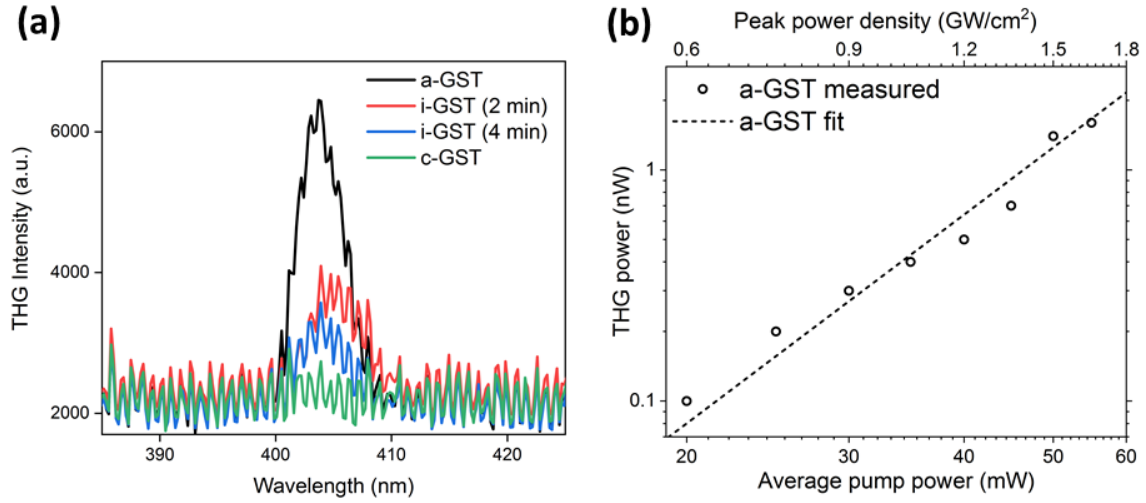 (a)
THG Intensity (a.u.)
6000
4000
2000
a-GST
i-GST (2 min)
i-GST (4 min)
c-GST
390
400
410
420
Wavelength (nm)
(b)
Peak power density (GW/cm²)
0.6
0.9
1.2
1.5
1.8
a-GST measured
a-GST fit
THG power (nW)
1
0.1
20
30
40
50
60
Average pump power (mW)